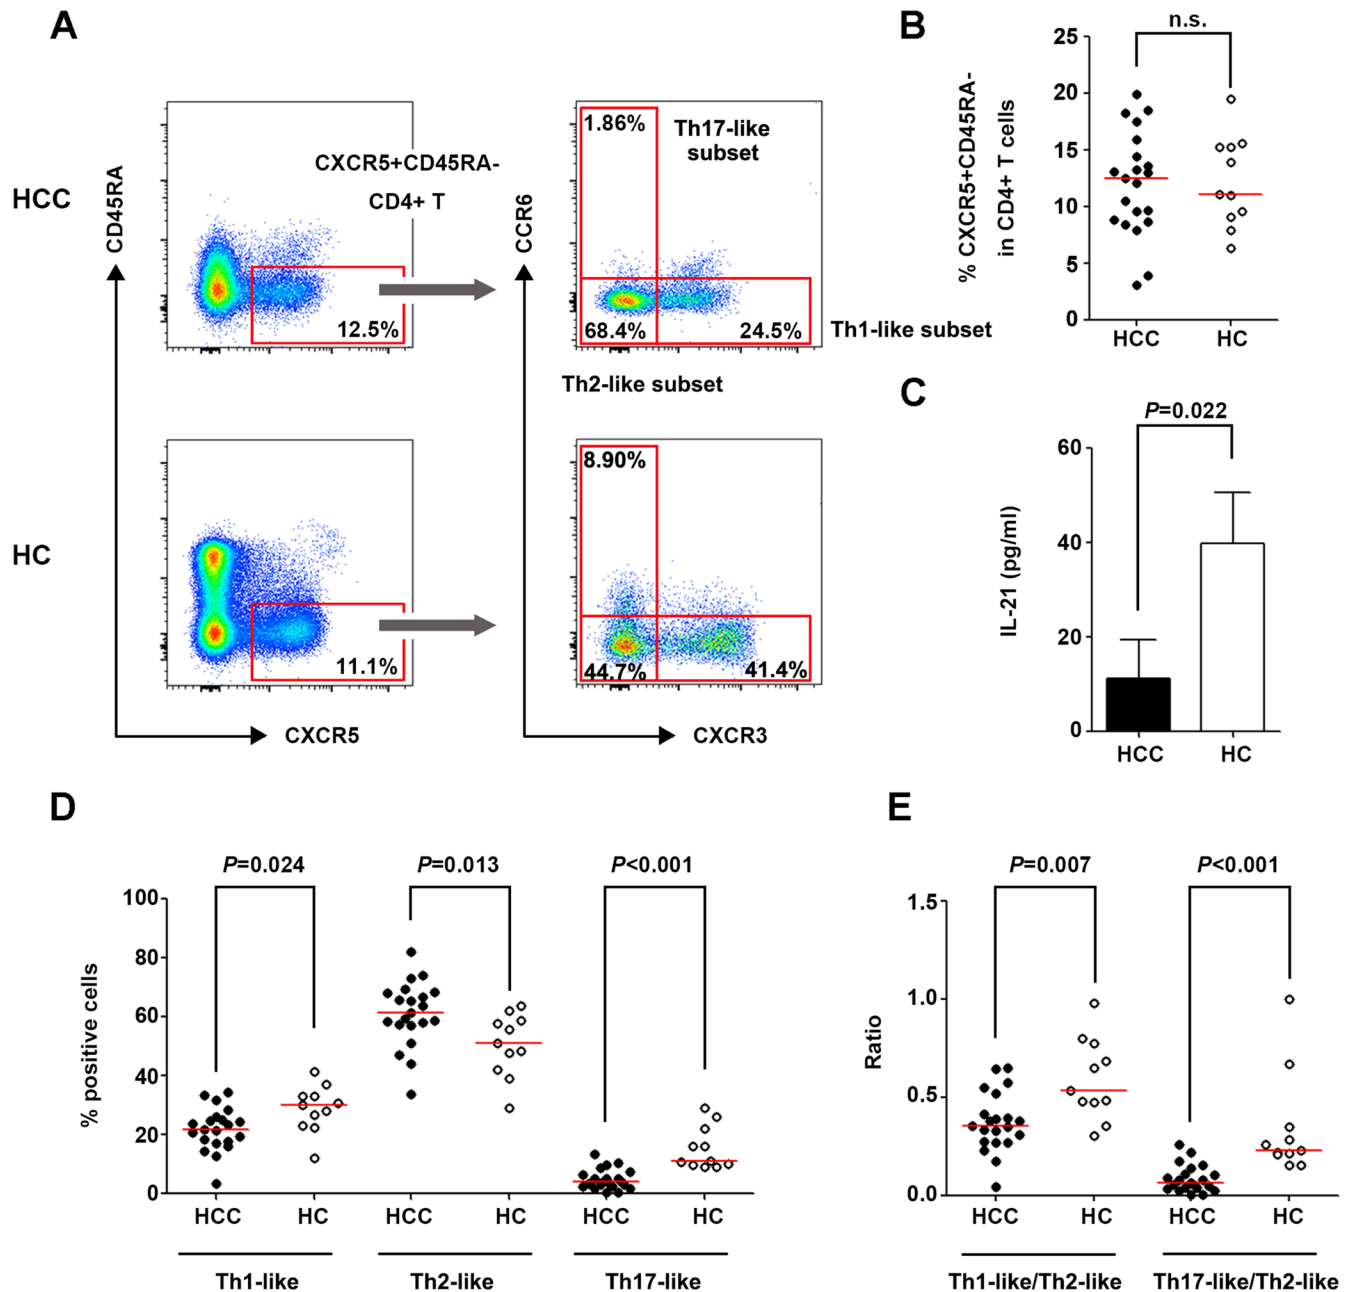 A
HCC
CD45RA
CXCR5+CD45RA-
CD4+ T
12.5%
CCR6
1.86%
Th17-like
subset
68.4%
24.5%
Th1-like subset
Th2-like subset
HC
11.1%
8.90%
44.7%
41.4%
CXCR5
CXCR3
B
n.s.
% CXCR5+CD45RA-
in CD4+ T cells
25
20
15
10
5
0
HCC
HC
C
P=0.022
IL-21 (pg/ml)
60
40
20
0
HCC
HC
D
P=0.024
P=0.013
P<0.001
% positive cells
100
80
60
40
20
0
HCC
HC
HCC
HC
HCC
HC
Th1-like
Th2-like
Th17-like
E
P=0.007
P<0.001
Ratio
1.5
1.0
0.5
0.0
HCC
HC
HCC
HC
Th1-like/Th2-like
Th17-like/Th2-like